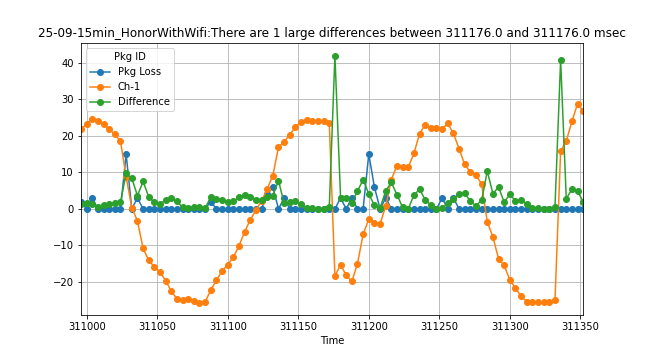 25-09-15min_HonorWithWifi:There are 1 large differences between 311176.0 and 311176.0 msec
Pkg ID
Pkg Loss
Ch-1
Difference
40
30
20
10
0
−10
−20
311000 311050 311100 311150 311200 311250 311300 311350
Time